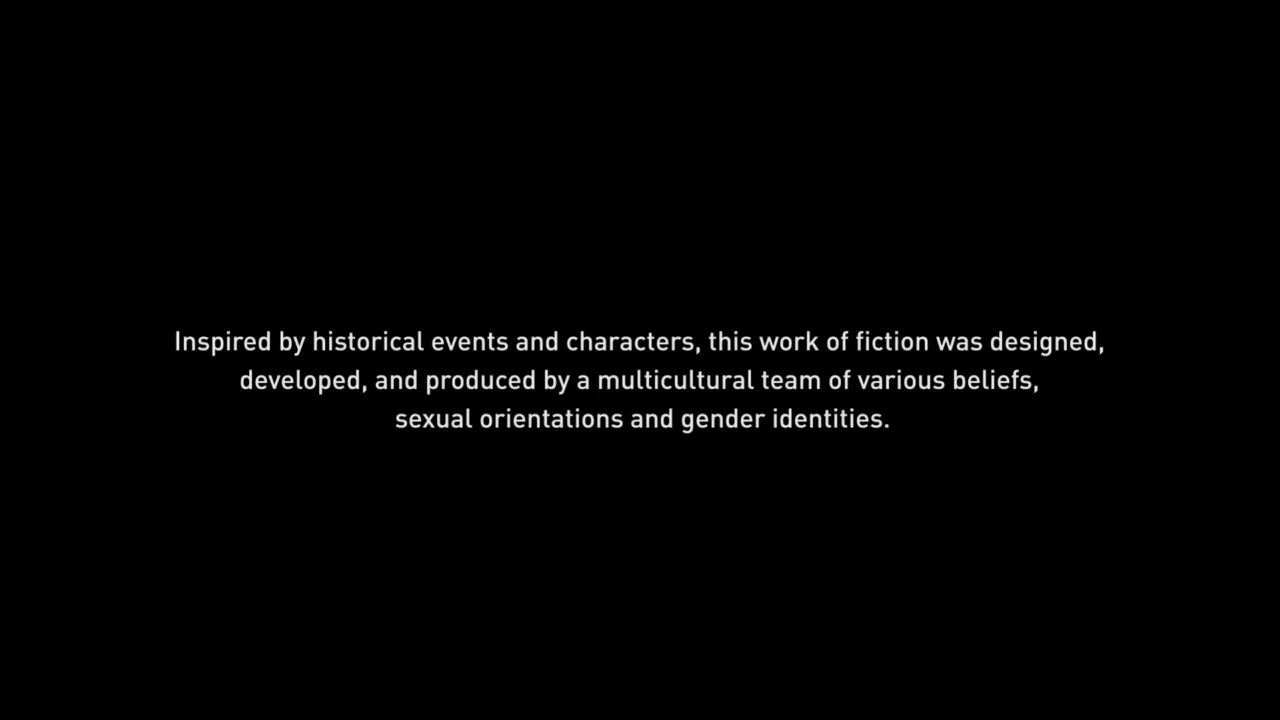 Inspired by historical events and characters, this work of fiction was designed,
developed, and produced by a multicultural team of various beliefs,
sexual orientations and gender identities.